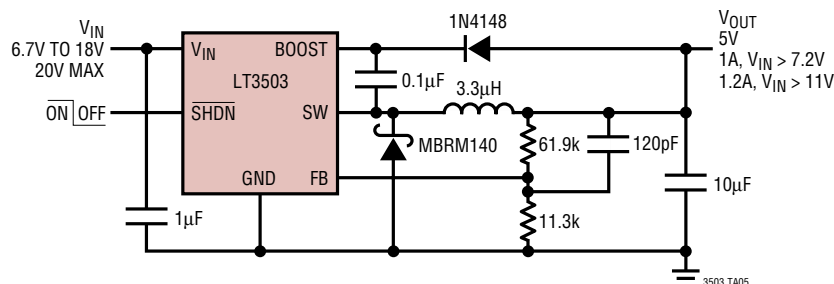 VIN
6.7V TO 18V
20V MAX
ON OFF
VIN
BOOST
LT3503
SHDN
SW
GND
FB
1µF
0.1µF
1N4148
3.3µH
MBRM140
61.9k
120pF
11.3k
10µF
VOUT
5V
1A, VIN > 7.2V
1.2A, VIN > 11V
3503 TA05